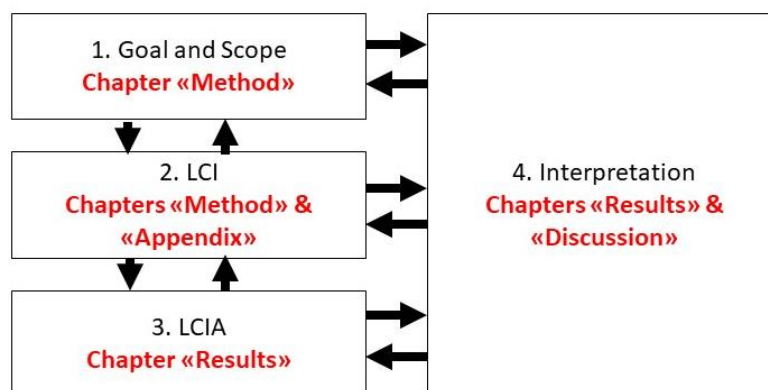 1. Goal and Scope
Chapter «Method»
2. LCI
Chapters «Method» &
«Appendix»
3. LCIA
Chapter «Results»
4. Interpretation
Chapters «Results» &
«Discussion»